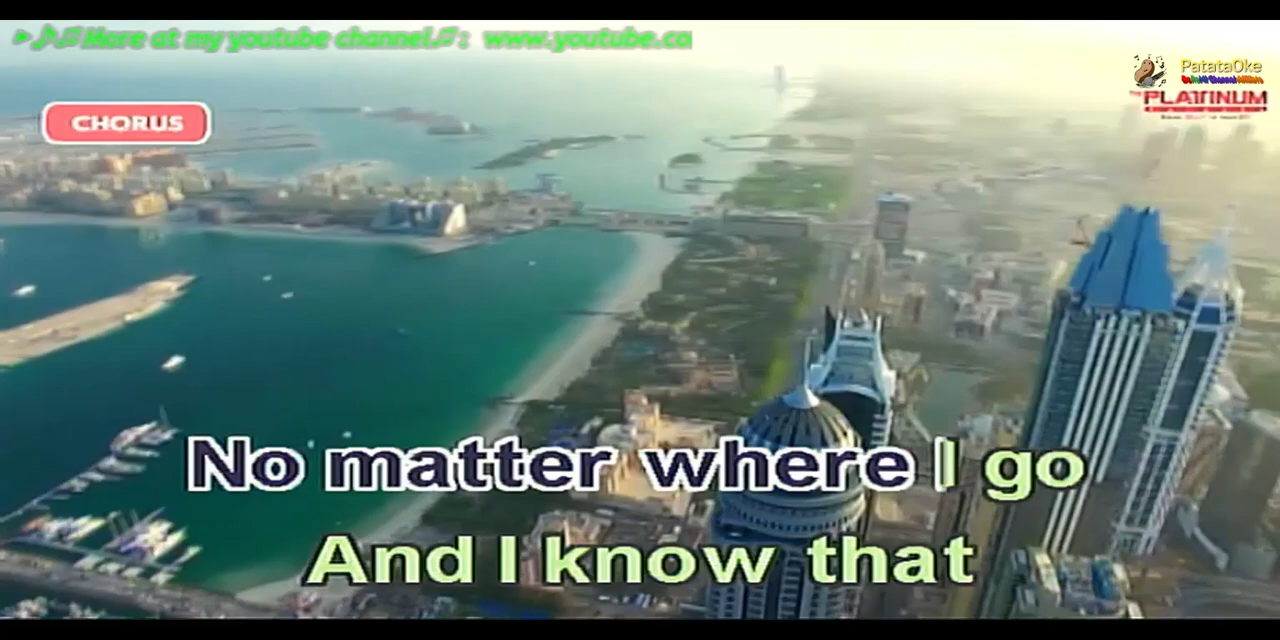 ►♪♫More at my youtube channel♫: www.youtube.co
PatataOke
PLATINUM
CHORUS
No matter where I go
And I know that